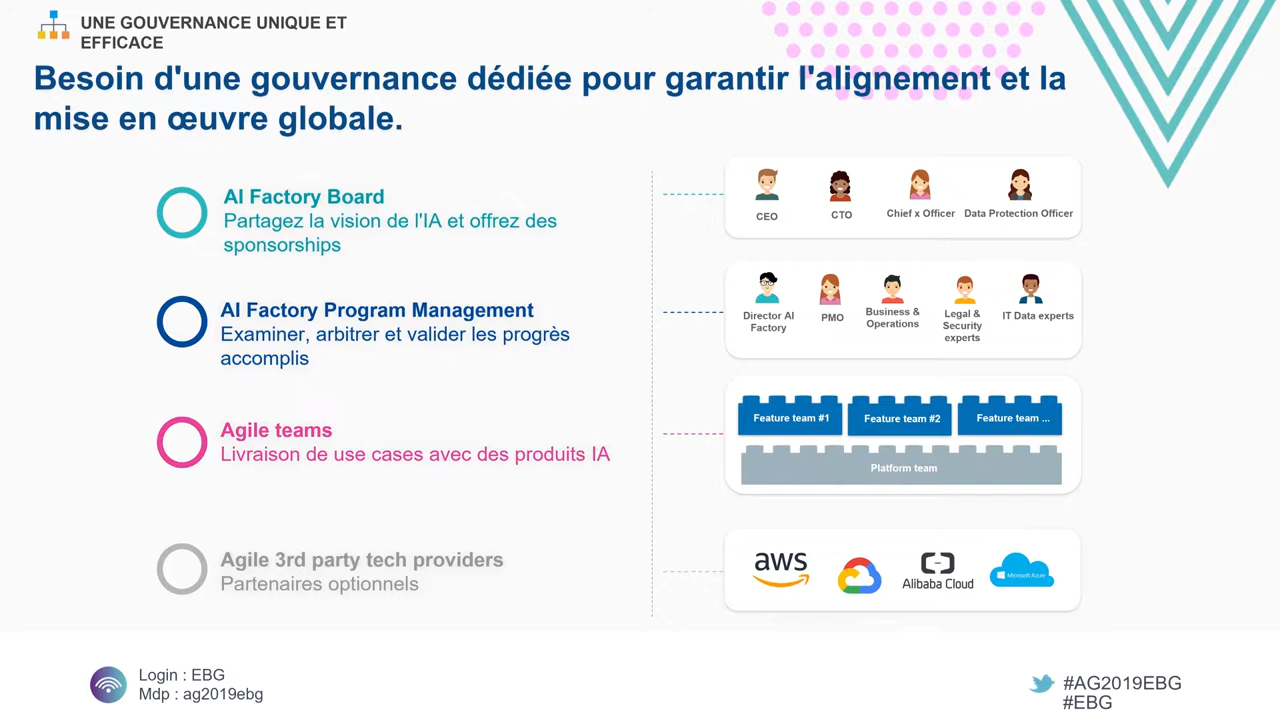 UNE GOUVERNANCE UNIQUE ET
EFFICACE
Besoin d'une gouvernance dédiée pour garantir l'alignement et la
mise en œuvre globale.
AI Factory Board
Partagez la vision de l'IA et offrez des
sponsorships
CEO
CTO
Chief x Officer
Data Protection Officer
AI Factory Program Management
Examiner, arbitrer et valider les progrès
accomplis
Director AI
Factory
PMO
Business &
Operations
Legal &
Security
experts
IT Data experts
Agile teams
Livraison de use cases avec des produits IA
Feature team #1
Feature team #2
Feature team ...
Platform team
Agile 3rd party tech providers
Partenaires optionnels
aws
Alibaba Cloud
Microsoft Azure
Login : EBG
Mdp : ag2019ebg
#AG2019EBG
#EBG